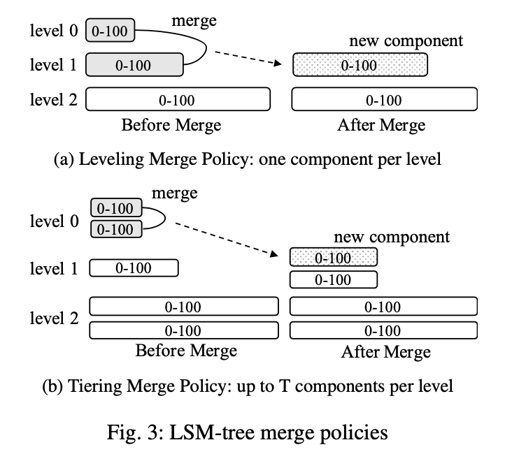 merge
level 0 0-100
new component
level 1 0-100 0-100
level 2 0-100 0-100
Before Merge After Merge
(a) Leveling Merge Policy: one component per level
merge
0-100
level 0
0-100
new component
0-100
level 1 0-100
0-100
0-100 0-100
level 2
0-100 0-100
Before Merge After Merge
(b) Tiering Merge Policy: up to T components per level
Fig. 3: LSM-tree merge policies